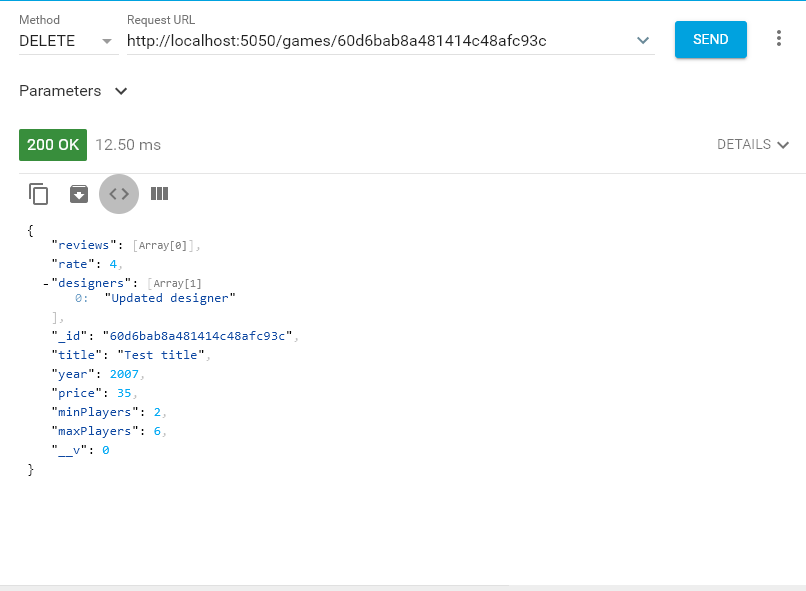 Method
Request URL
DELETE
http://localhost:5050/games/60d6bab8a481414c48afc93c
SEND
Parameters
200 OK 12.50 ms
DETAILS
{
"reviews": [Array[0]],
"rate": 4,
-"designers": [Array[1]
0: "Updated designer"
],
"_id": "60d6bab8a481414c48afc93c",
"title": "Test title",
"year": 2007,
"price": 35,
"minPlayers": 2,
"maxPlayers": 6,
"__v": 0
}